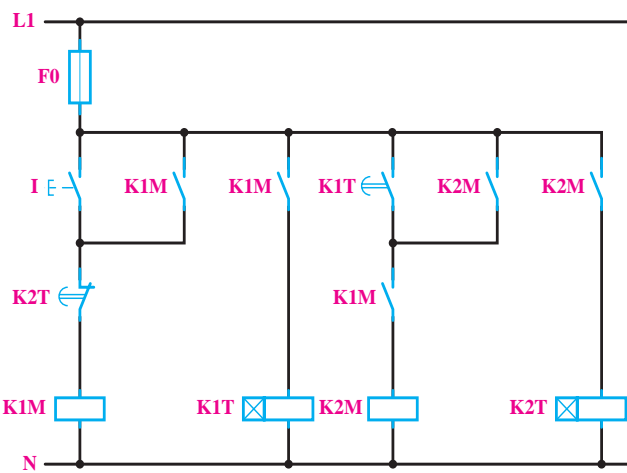 L1
F0
I K1M K1M K1T K2M K2M
K2T K1M
K1M K1T K2M K2T
N